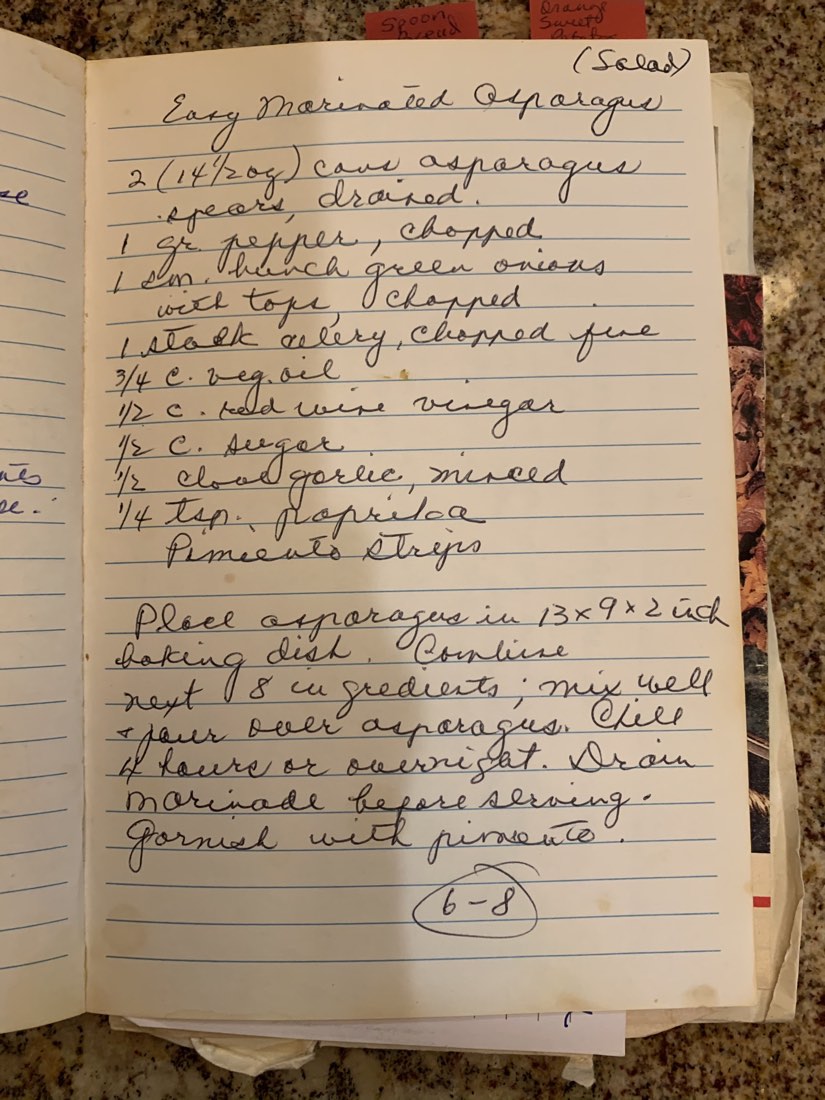 Spoon
bread
Orange
Sweet
(Salad)
Easy Marinated Asparagus
2 (14 1/2 oz) cans asparagus
spears, drained.
1 gr. pepper, chopped
1 sm. bunch green onions
with tops, chopped
1 stalk celery, chopped fine
3/4 c. veg. oil
1/2 c. red wine vinegar
1/2 c. sugar
1/2 clove garlic, minced
1/4 tsp. paprika
Pimiento strips
Place asparagus in 13 x 9 x 2 inch
baking dish. Combine
next 8 ingredients; mix well
+ pour over asparagus. Chill
4 hours or overnight. Drain
marinade before serving.
Garnish with pimento.
6-8